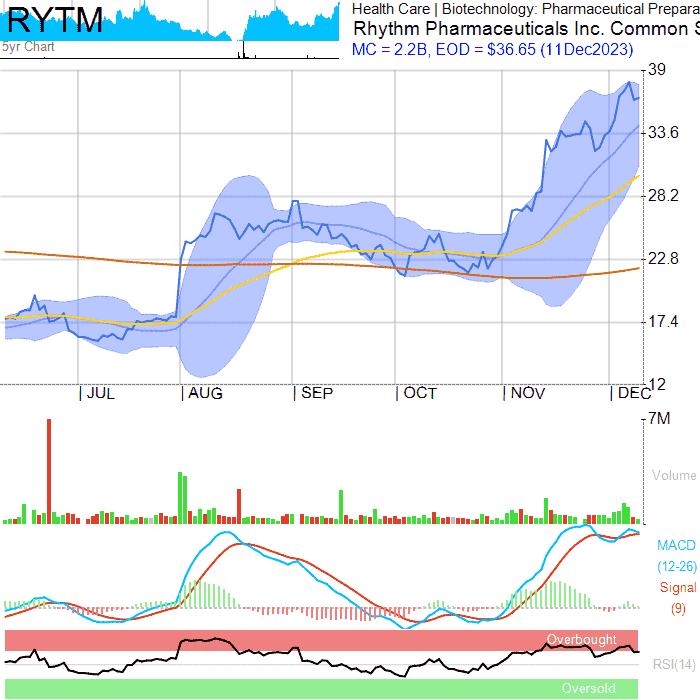 RYTM
5yr Chart
Health Care | Biotechnology: Pharmaceutical Prepara
Rhythm Pharmaceuticals Inc. Common S
MC = 2.2B, EOD = $36.65 (11Dec2023)
39
33.6
28.2
22.8
17.4
12
| JUL | AUG | SEP | OCT | NOV | DEC
7M
Volume
MACD
(12-26)
Signal
(9)
Overbought
RSI(14)
Oversold